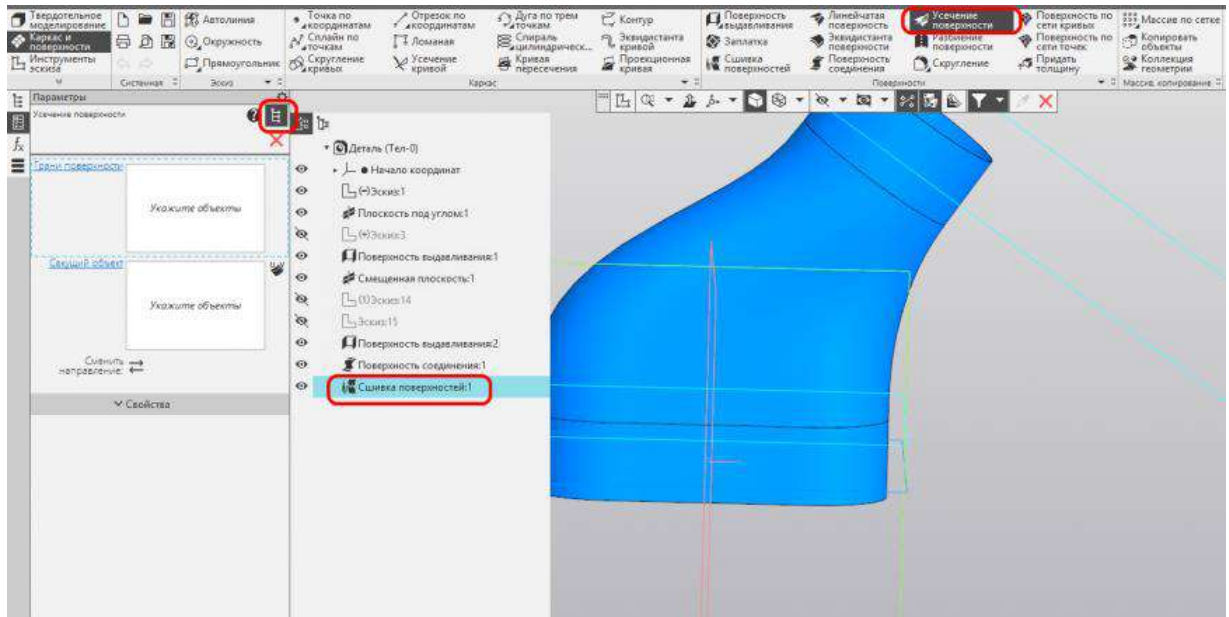 Твердотельное
моделирование
Каркас и
поверхности
Инструменты
эскиза
Системная
Автолиния
Окружность
Прямоугольник
Эскиз
Точка по
координатам
Сплайн по
точкам
Скругление
кривых
Отрезок по
координатам
Ломаная
Усечение
кривой
Дуга по трем
точкам
Спираль
цилиндрическ...
Кривая
пересечения
Контур
Эквидистанта
кривой
Проекционная
кривая
Каркас
Поверхность
выдавливания
Заплатка
Сшивка
поверхностей
Линейчатая
поверхность
Эквидистанта
поверхности
Поверхность
соединения
Усечение
поверхности
Разбиение
поверхности
Скругление
Поверхность по
сети кривых
Поверхность по
сети точек
Придать
толщину
Поверхности
Массив по сетке
Копировать
объекты
Коллекция
геометрии
Массив, копирование
Параметры
Усечение поверхности
Грани поверхности
Укажите объекты
Секущий объект
Укажите объекты
Сменить
направление:
Свойства
Деталь (Тел-0)
Начало координат
(-)Эскиз:1
Плоскость под углом:1
(+)Эскиз:3
Поверхность выдавливания:1
Смещенная плоскость:1
Эскиз:15
Поверхность выдавливания:2
Поверхность соединения:1
Сшивка поверхностей:1